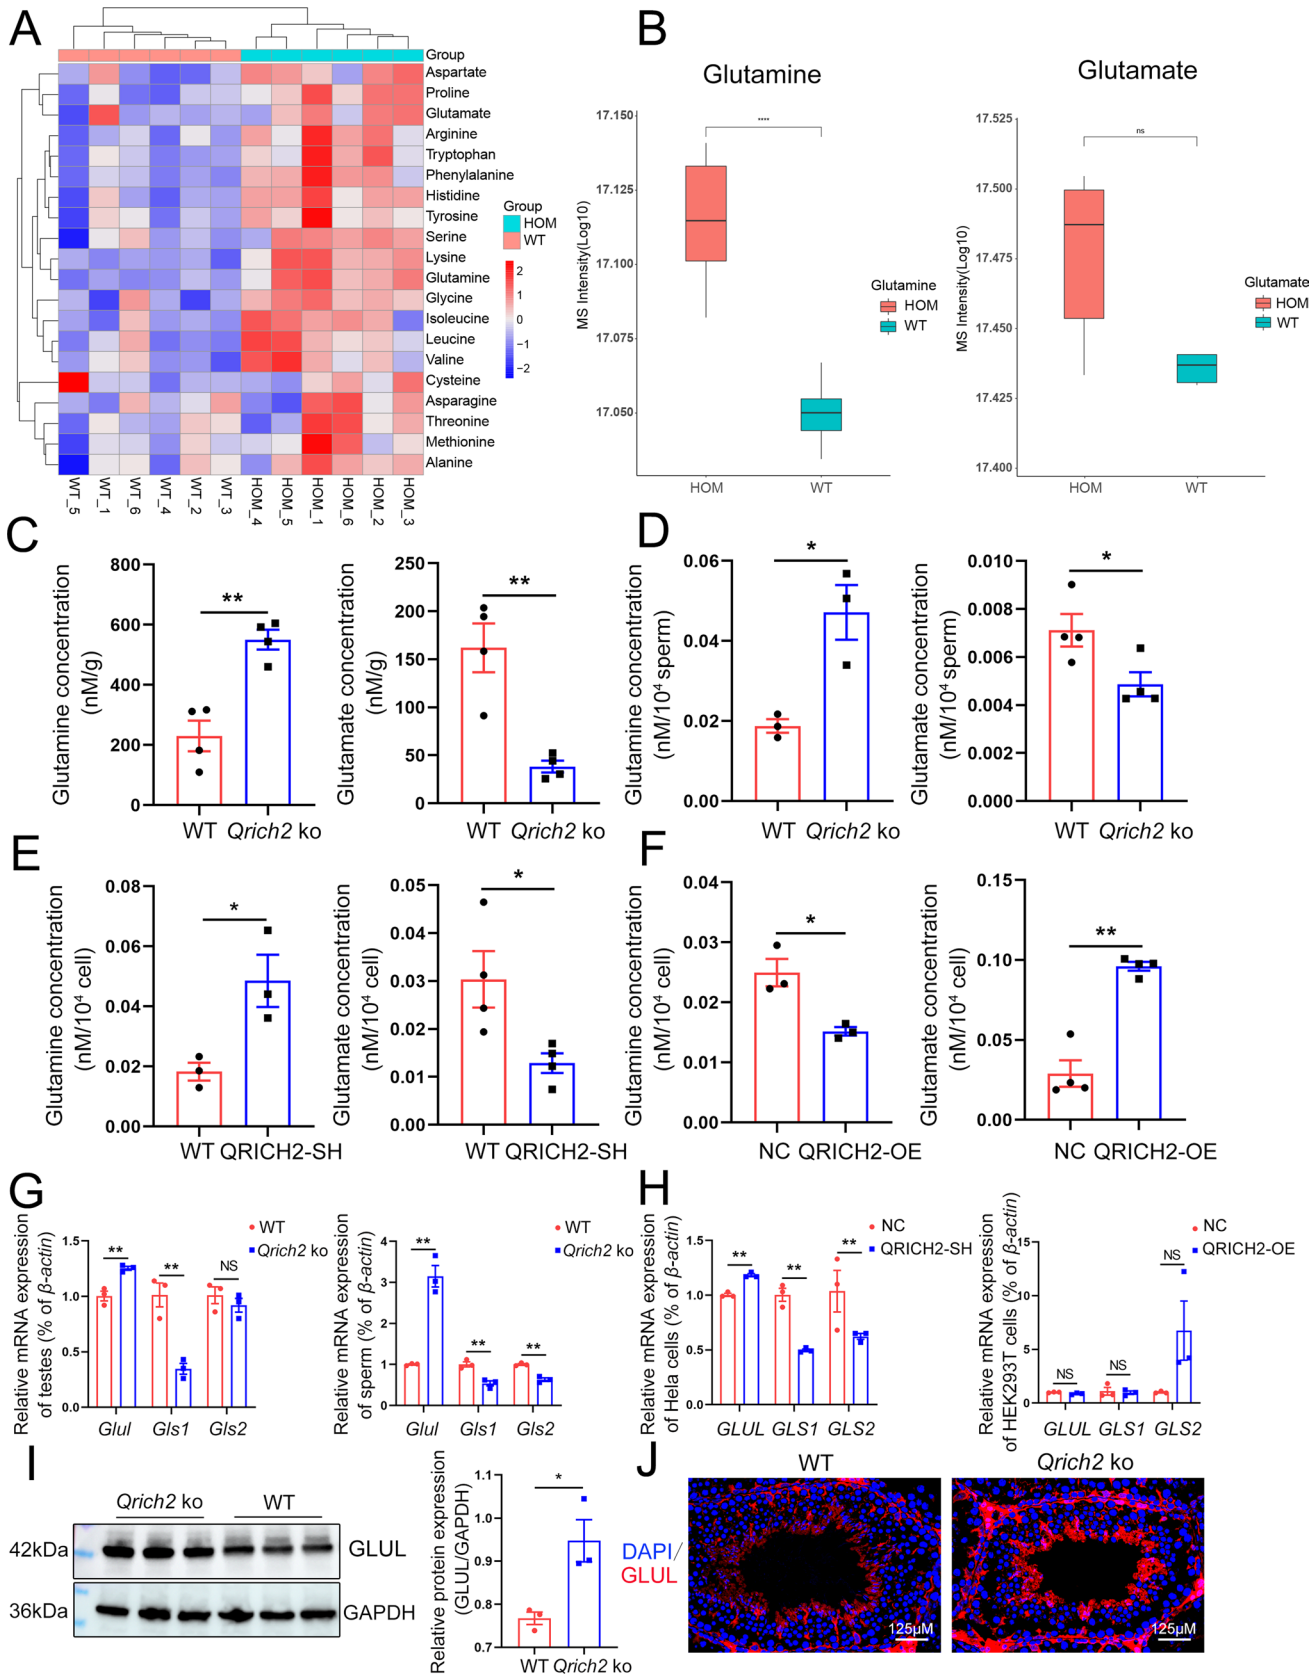 A
Group
Aspartate
Proline
Glutamate
Arginine
Tryptophan
Phenylalanine
Histidine
Tyrosine
Serine
Lysine
Glutamine
Glycine
Isoleucine
Leucine
Valine
Cysteine
Asparagine
Threonine
Methionine
Alanine
WT_5 WT_1 WT_6 WT_4 WT_2 WT_3 HOM_4 HOM_5 HOM_1 HOM_6 HOM_2 HOM_3
Group
HOM
WT
2
1
0
−1
−2
B
Glutamine
MS Intensity(Log10)
17.150
17.125
17.100
17.075
17.050
****
HOM WT
Glutamine
HOM
WT
Glutamate
MS Intensity(Log10)
17.525
17.500
17.475
17.450
17.425
17.400
ns
HOM WT
Glutamate
HOM
WT
C
Glutamine concentration
(nM/g)
800
600
400
200
0
**
WT Qrich2 ko
Glutamate concentration
(nM/g)
250
200
150
100
50
0
**
WT Qrich2 ko
D
Glutamine concentration
(nM/10⁴ sperm)
0.06
0.04
0.02
0.00
*
WT Qrich2 ko
Glutamate concentration
(nM/10⁴ sperm)
0.010
0.008
0.006
0.004
0.002
0.000
*
WT Qrich2 ko
E
Glutamine concentration
(nM/10⁴ cell)
0.08
0.06
0.04
0.02
0.00
*
WT QRICH2-SH
Glutamate concentration
(nM/10⁴ cell)
0.05
0.04
0.03
0.02
0.01
0.00
*
WT QRICH2-SH
F
Glutamine concentration
(nM/10⁴ cell)
0.04
0.03
0.02
0.01
0.00
*
NC QRICH2-OE
Glutamate concentration
(nM/10⁴ cell)
0.15
0.10
0.05
0.00
**
NC QRICH2-OE
G
Relative mRNA expression
of testes (% of β-actin)
1.5
1.0
0.5
0.0
** ** NS
WT
Qrich2 ko
Glul Gls1 Gls2
Relative mRNA expression
of sperm (% of β-actin)
4
3
2
1
0
** ** **
WT
Qrich2 ko
Glul Gls1 Gls2
H
Relative mRNA expression
of Hela cells (% of β-actin)
1.5
1.0
0.5
0.0
** ** **
NC
QRICH2-SH
GLUL GLS1 GLS2
Relative mRNA expression
of HEK293T cells (% of β-actin)
15
10
5
0
NS NS NS
NC
QRICH2-OE
GLUL GLS1 GLS2
I
Qrich2 ko WT
42kDa GLUL
36kDa GAPDH
Relative protein expression
(GLUL/GAPDH)
1.1
1.0
0.9
0.8
0.7
*
WT Qrich2 ko
J
WT Qrich2 ko
DAPI/
GLUL
125μM 125μM